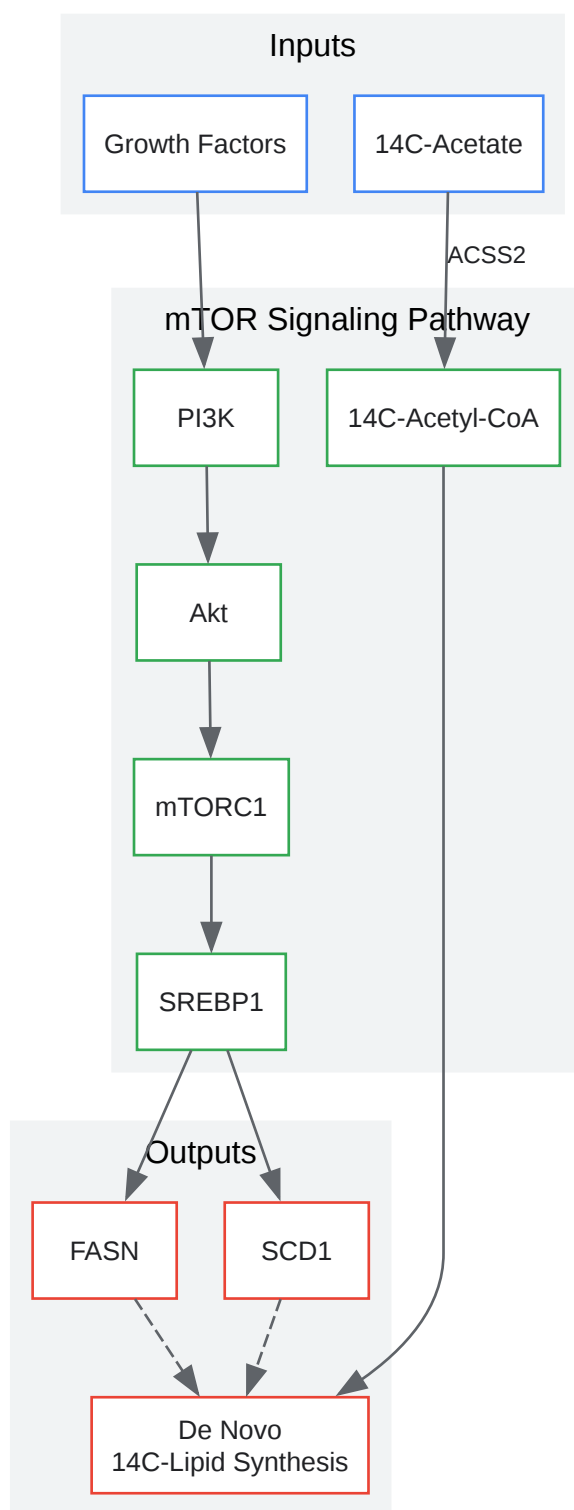 Inputs
Growth Factors
14C-Acetate
ACSS2
mTOR Signaling Pathway
PI3K
14C-Acetyl-CoA
Akt
mTORC1
SREBP1
Outputs
FASN
SCD1
De Novo
14C-Lipid Synthesis